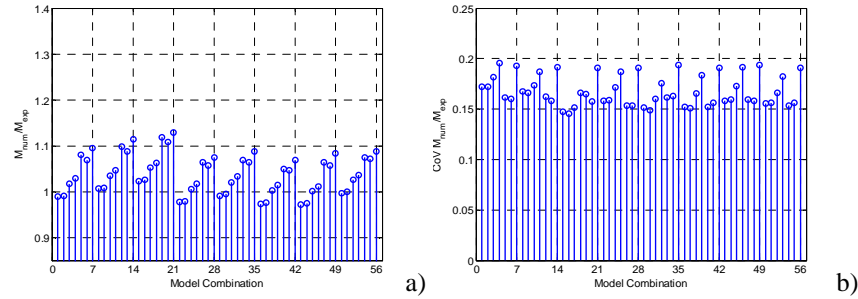 1.4
1.3
1.2
1.1
1
0.9
M_num/M_exp
0 7 14 21 28 35 42 49 56
Model Combination
a)
0.25
0.2
0.15
0.1
0.05
0
CoV M_num/M_exp
0 7 14 21 28 35 42 49 56
Model Combination
b)